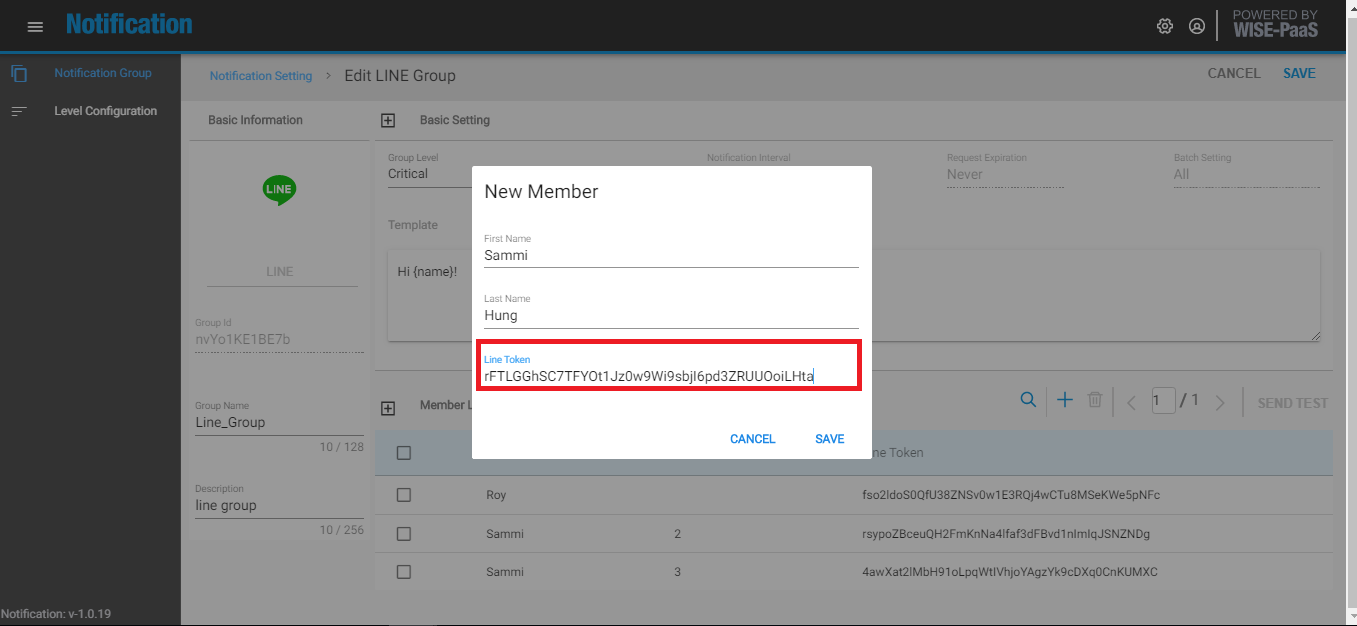 Notification
POWERED BY
WISE-PaaS
Notification Group
Level Configuration
Notification Setting > Edit LINE Group
CANCEL SAVE
Basic Information
Basic Setting
LINE
LINE
Group Id
nvYo1KE1BE7b
Group Name
Line_Group
10 / 128
Description
line group
10 / 256
Group Level
Critical
Notification Interval
Request Expiration
Never
Batch Setting
All
Template
Hi {name}!
New Member
First Name
Sammi
Last Name
Hung
Line Token
rFTLGGhSC7TFYOt1Jz0w9Wi9sbjI6pd3ZRUUOoiLHta
CANCEL SAVE
Member L
1 / 1
SEND TEST
ne Token
Roy fso2IdoS0QfU38ZNSv0w1E3RQj4wCTu8MSeKWe5pNFc
Sammi 2 rsypoZBceuQH2FmKnNa4Ifaf3dFBvd1nImIqJSNZNDg
Sammi 3 4awXat2IMbH91oLpqWtIVhjoYAgzYk9cDXq0CnKUMXC
Notification: v-1.0.19